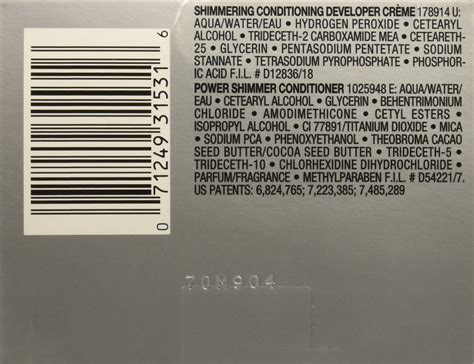 SHIMMERING CONDITIONING DEVELOPER CRÈME 178914 U:
AQUA/WATER/EAU • HYDROGEN PEROXIDE • CETEARYL
ALCOHOL • TRIDECETH-2 CARBOXAMIDE MEA • CETEARETH-
25 • GLYCERIN • PENTASODIUM PENTETATE • SODIUM
STANNATE • TETRASODIUM PYROPHOSPHATE • PHOSPHOR-
IC ACID F.I.L. # D12836/18
POWER SHIMMER CONDITIONER 1025948 E: AQUA/WATER/
EAU • CETEARYL ALCOHOL • GLYCERIN • BEHENTRIMONIUM
CHLORIDE • AMODIMETHICONE • CETYL ESTERS •
ISOPROPYL ALCOHOL • CI 77891/TITANIUM DIOXIDE • MICA
• SODIUM PCA • PHENOXYETHANOL • THEOBROMA CACAO
SEED BUTTER/COCOA SEED BUTTER • TRIDECETH-5 •
TRIDECETH-10 • CHLORHEXIDINE DIHYDROCHLORIDE •
PARFUM/FRAGRANCE • METHYLPARABEN F.I.L. # D54221/7.
US PATENTS: 6,824,765; 7,223,385; 7,485,289
0 71249 31531 6
70M904